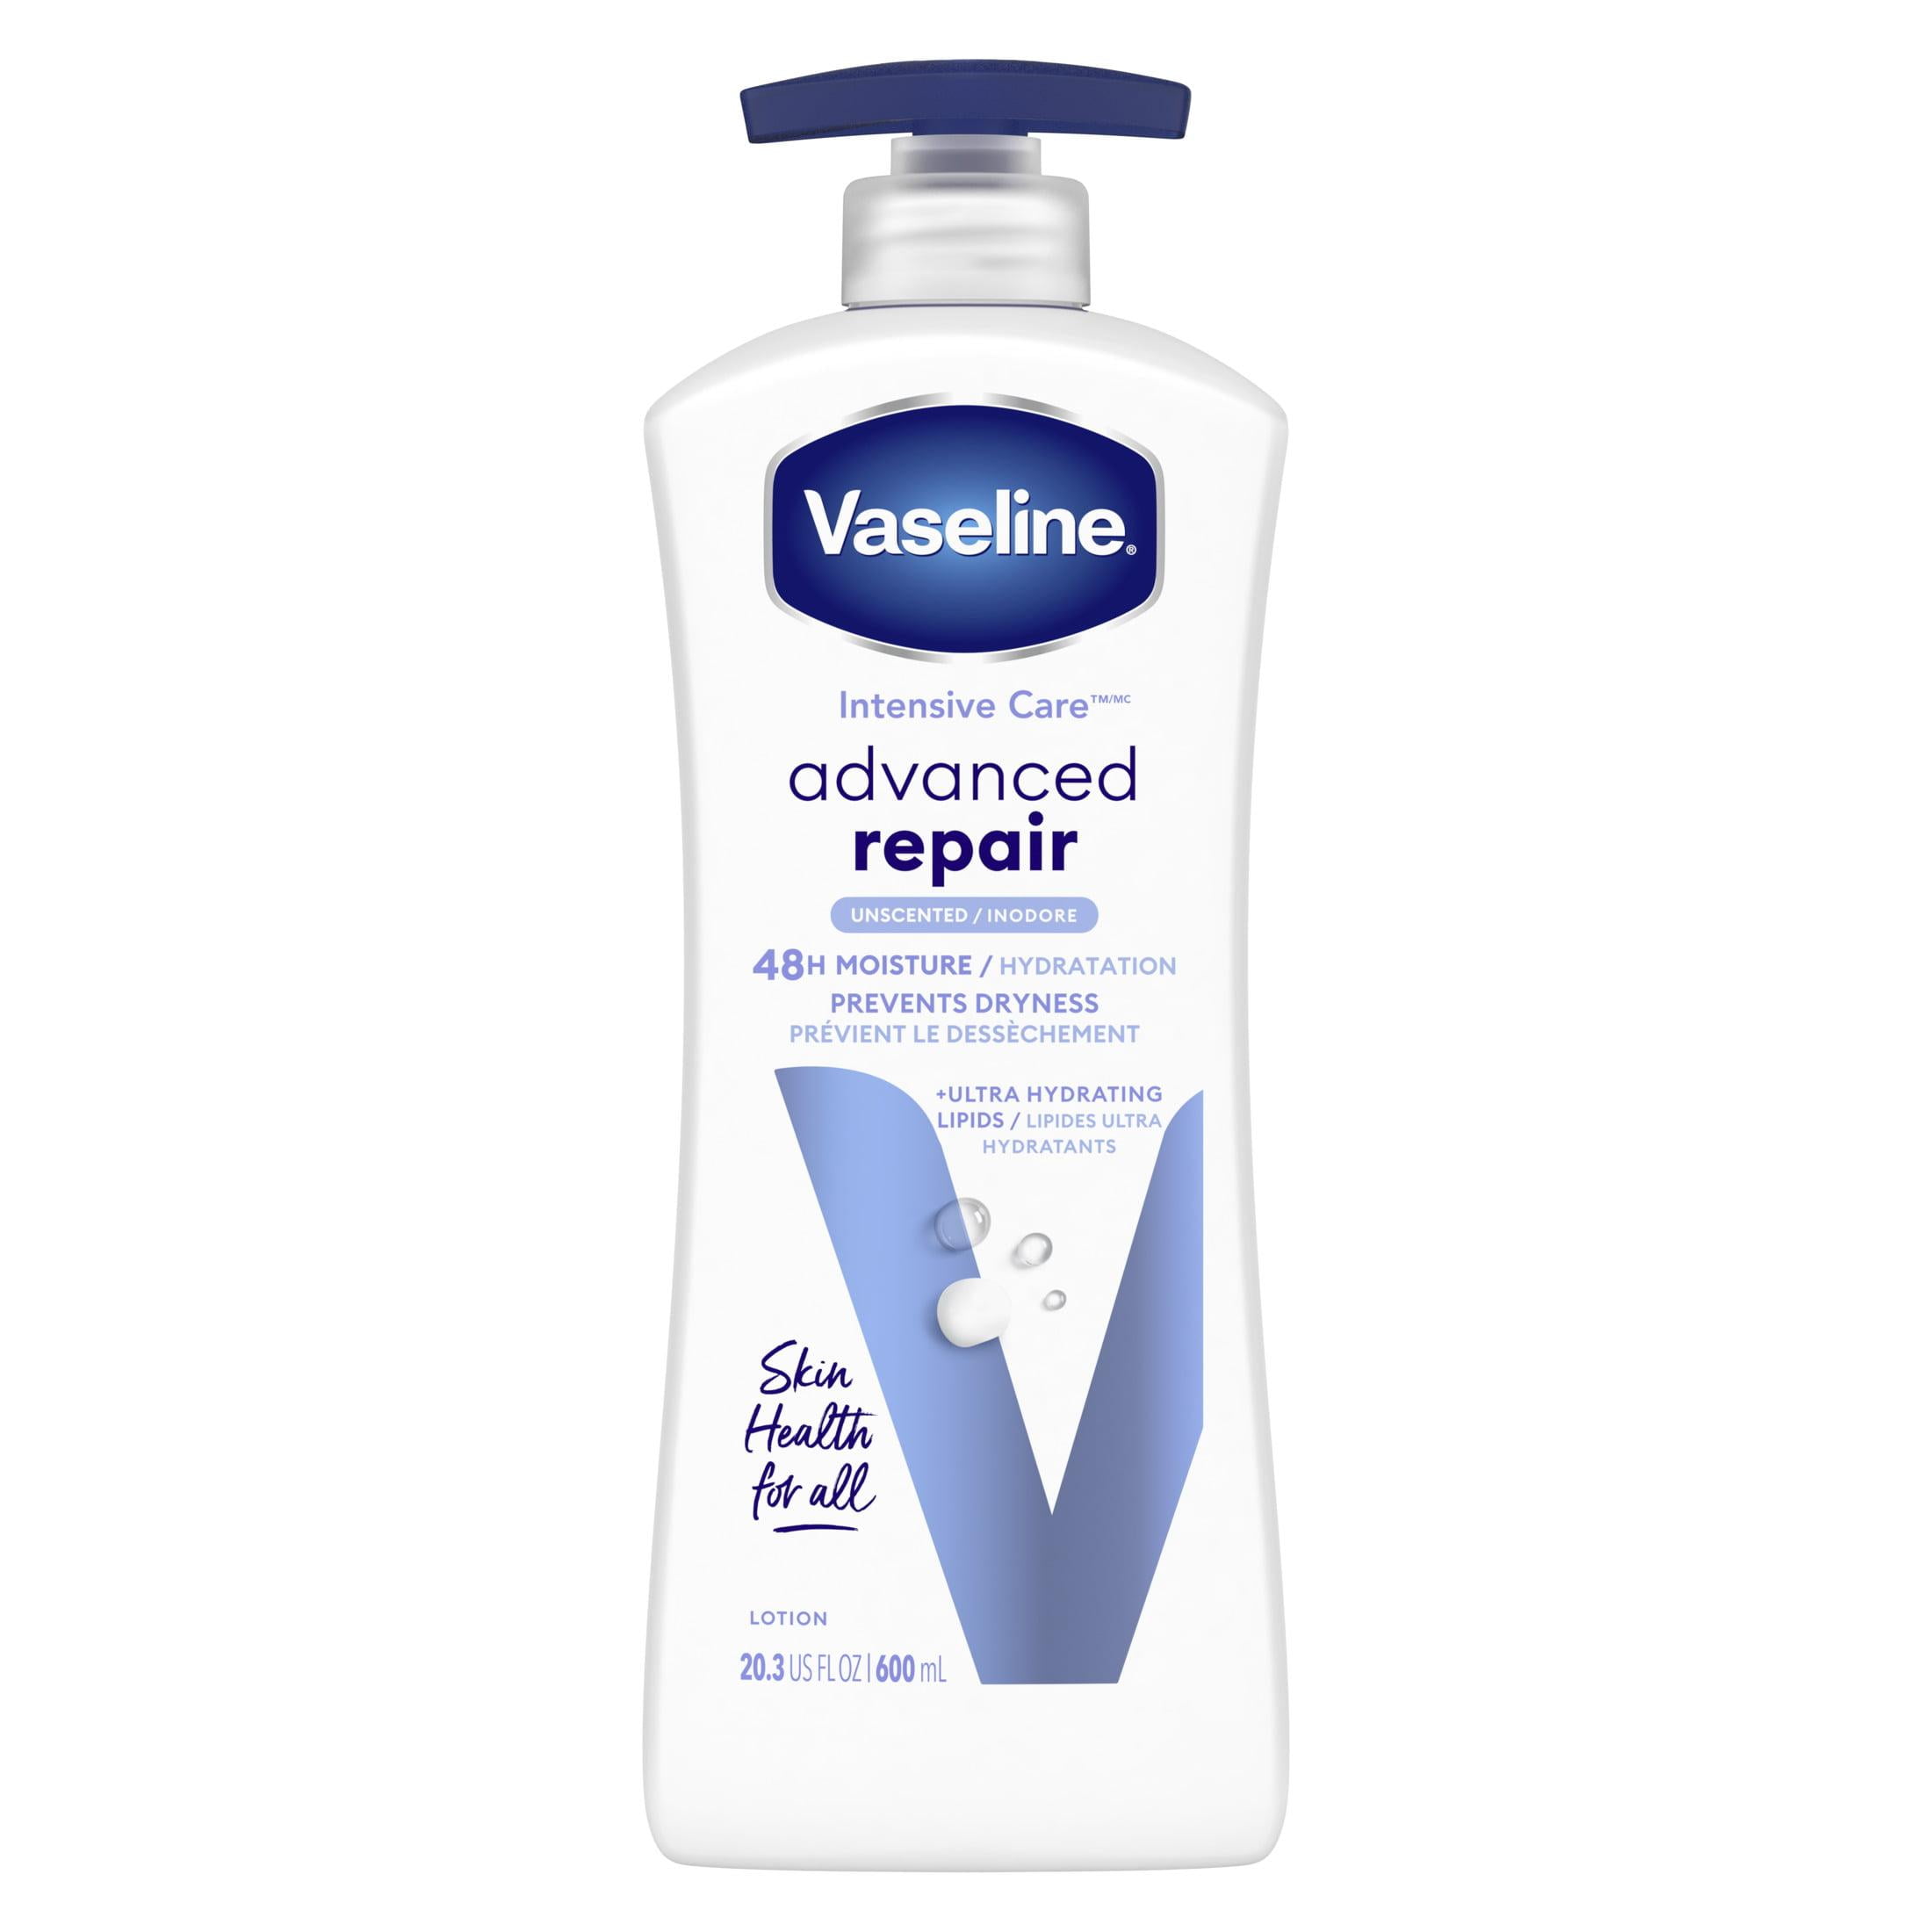 Vaseline®
Intensive Care™/MC
advanced
repair
UNSCENTED / INODORE
48H MOISTURE / HYDRATATION
PREVENTS DRYNESS
PRÉVIENT LE DESSÈCHEMENT
+ULTRA HYDRATING
LIPIDS / LIPIDES ULTRA
HYDRATANTS
Skin
Health
for all
LOTION
20.3 US FL OZ | 600 mL